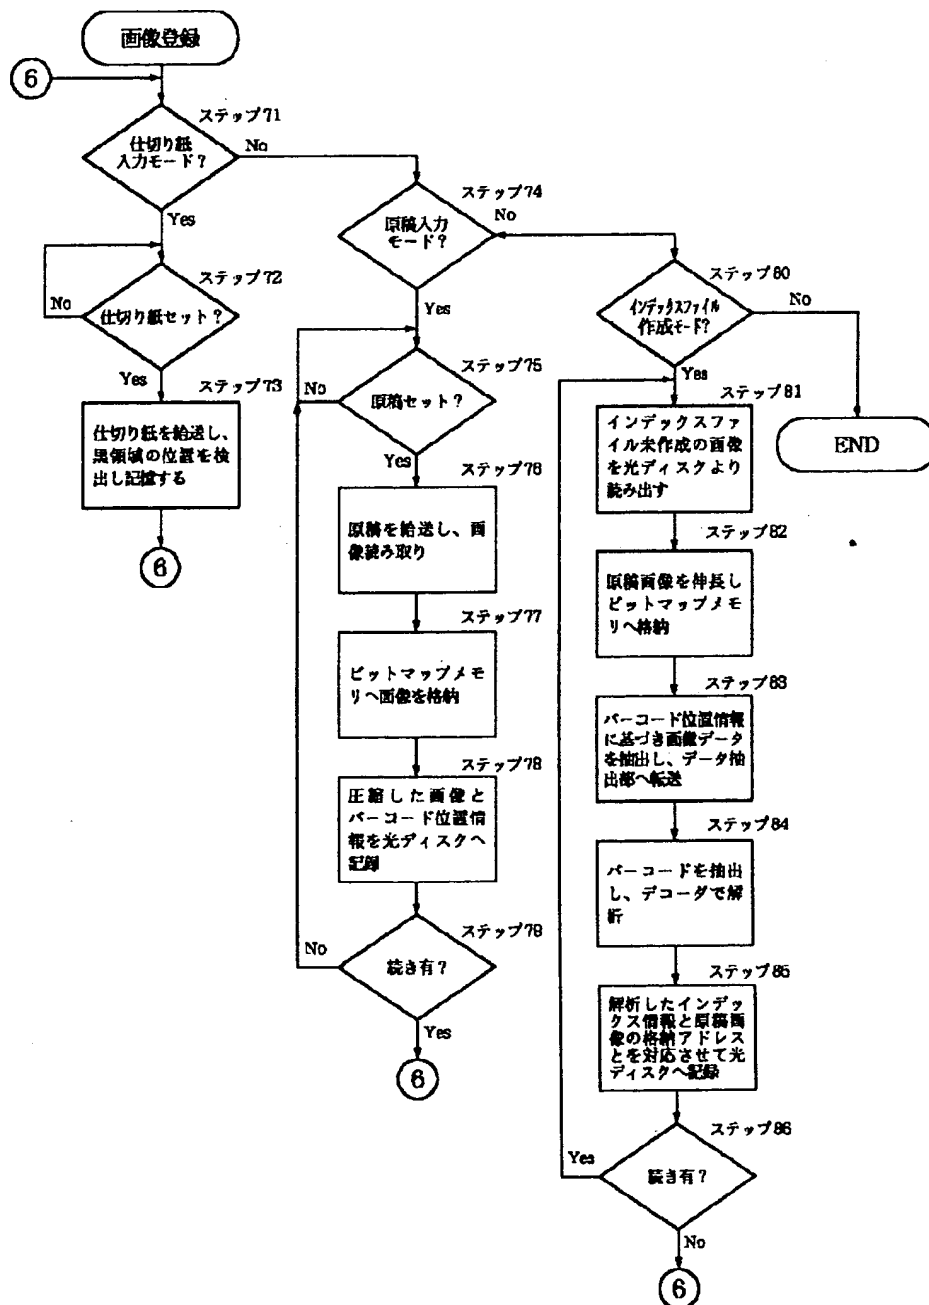 画像登録
6
ステップ71
仕切り紙
入力モード?
No
Yes
ステップ72
仕切り紙セット?
No
Yes
ステップ73
仕切り紙を給送し、
黒領域の位置を検
出し記憶する
6
ステップ74
原稿入力
モード?
No
Yes
ステップ75
原稿セット?
No
Yes
ステップ76
原稿を給送し、画
像読み取り
ステップ77
ビットマップメモ
リへ画像を格納
ステップ78
圧縮した画像と
バーコード位置情
報を光ディスクへ
記録
ステップ79
続き有?
No
Yes
6
ステップ80
インデックスファイル
作成モード?
No
Yes
END
ステップ81
インデックスファ
イル未作成の画像
を光ディスクより
読み出す
ステップ82
原稿画像を伸長し
ビットマップメモ
リへ格納
ステップ83
バーコード位置情報
に基づき画像データ
を抽出し、データ抽
出部へ転送
ステップ84
バーコードを抽出
し、デコーダで解
析
ステップ85
解析したインデッ
クス情報と原稿画
像の格納アドレス
とを対応させて光
ディスクへ記録
ステップ86
続き有?
Yes
No
6